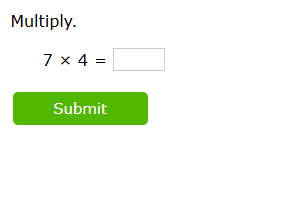 Multiply.
7 × 4 =
Submit